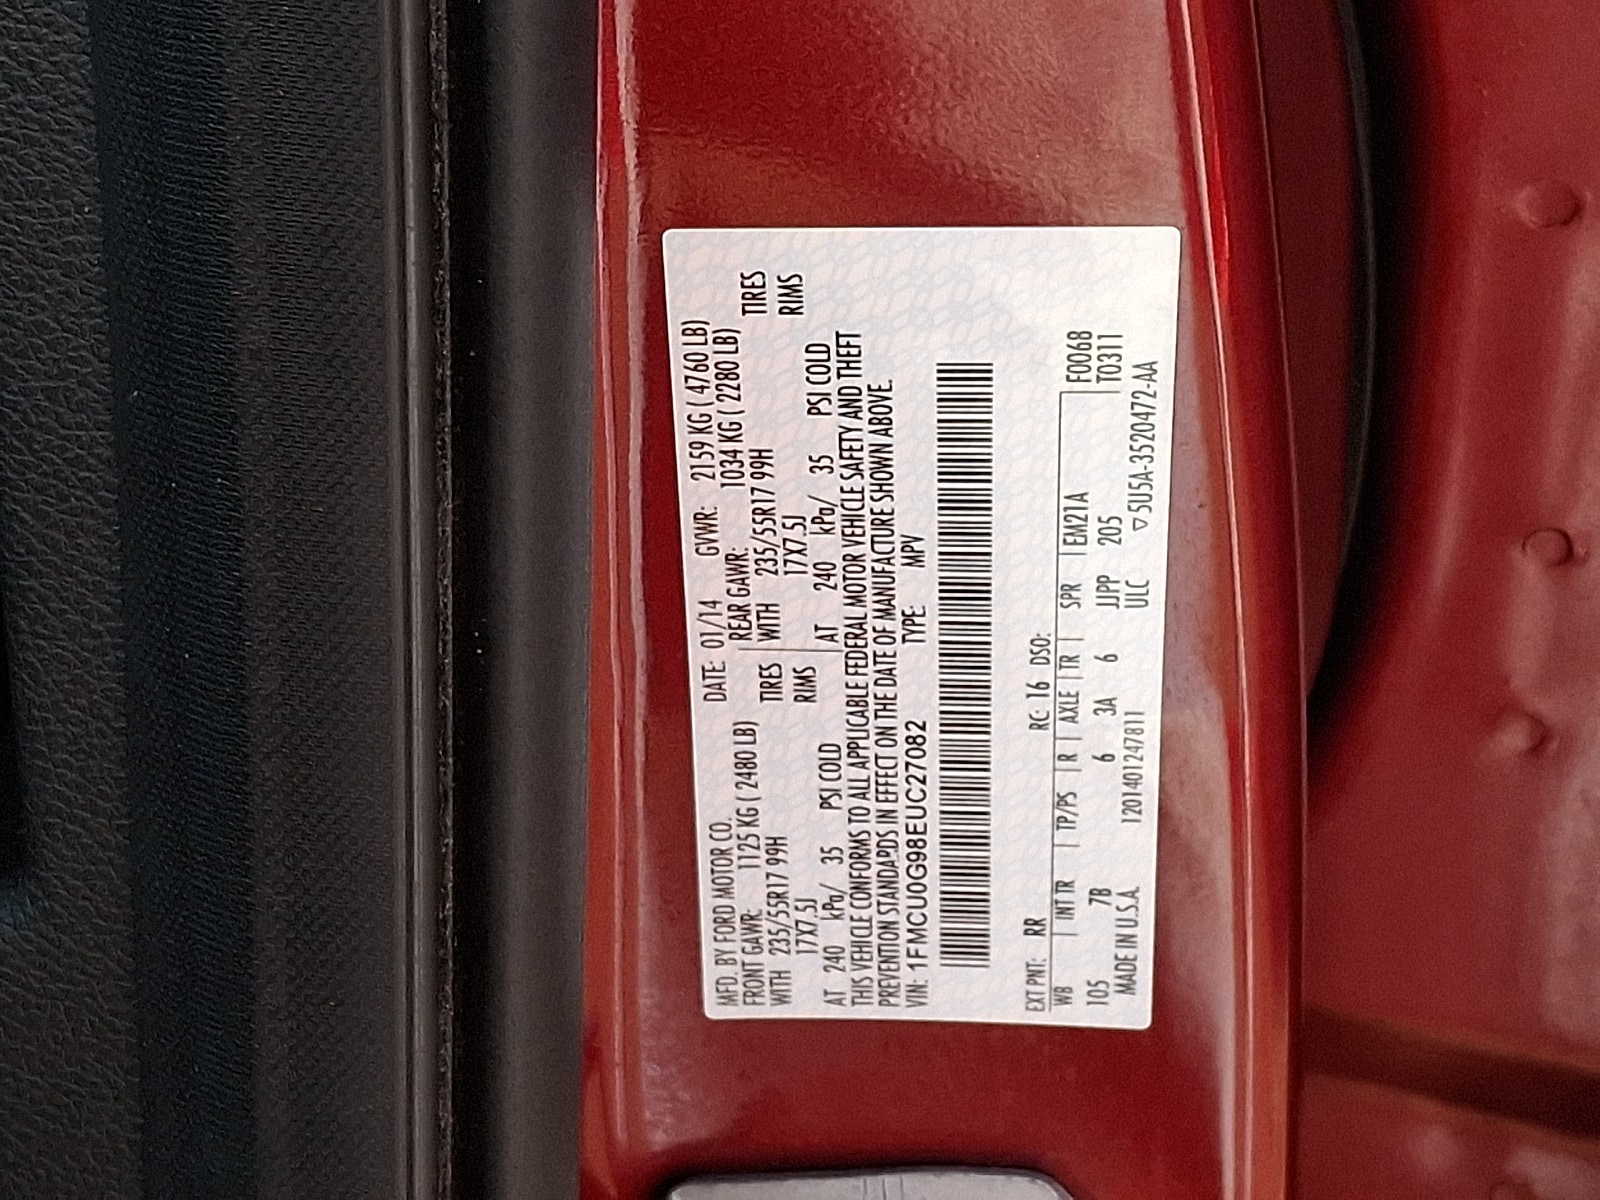 MFD. BY FORD MOTOR CO. DATE: 01/14 GVWR: 2159 KG ( 4760 LB)
FRONT GAWR: 1125 KG ( 2480 LB) REAR GAWR: 1034 KG ( 2280 LB)
WITH 235/55R17 99H TIRES WITH 235/55R17 99H TIRES
17X7.5J RIMS 17X7.5J RIMS
AT 240 kPa/ 35 PSI COLD AT 240 kPa/ 35 PSI COLD
THIS VEHICLE CONFORMS TO ALL APPLICABLE FEDERAL MOTOR VEHICLE SAFETY AND THEFT
PREVENTION STANDARDS IN EFFECT ON THE DATE OF MANUFACTURE SHOWN ABOVE.
VIN: 1FMCU0G98EUC27082 TYPE: MPV
EXT PNT: RR RC: 16 DSO:
WB | INT TR | TP/PS | R | AXLE | TR | SPR | EM21A F0068
105 7B 6 3A 6 JJPP 205 T0311
MADE IN U.S.A. 1201401247811 ULC ▽5U5A-3520472-AA